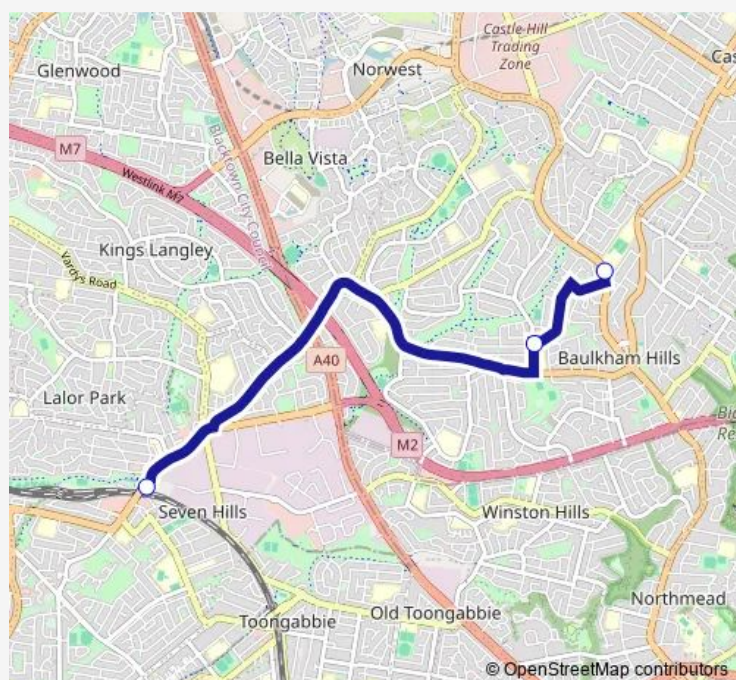 Castle Hill
Trading
Zone
Glenwood
Norwest
Cas
M7
Bella Vista
Westlink M7
Blacktown City Council
Kings Langley
Vardys Road
A40
Baulkham Hills
Lalor Park
M2
Re
Seven Hills
Winston Hills
Northmead
Old Toongabbie
Toongabbie
© OpenStreetMap contributors